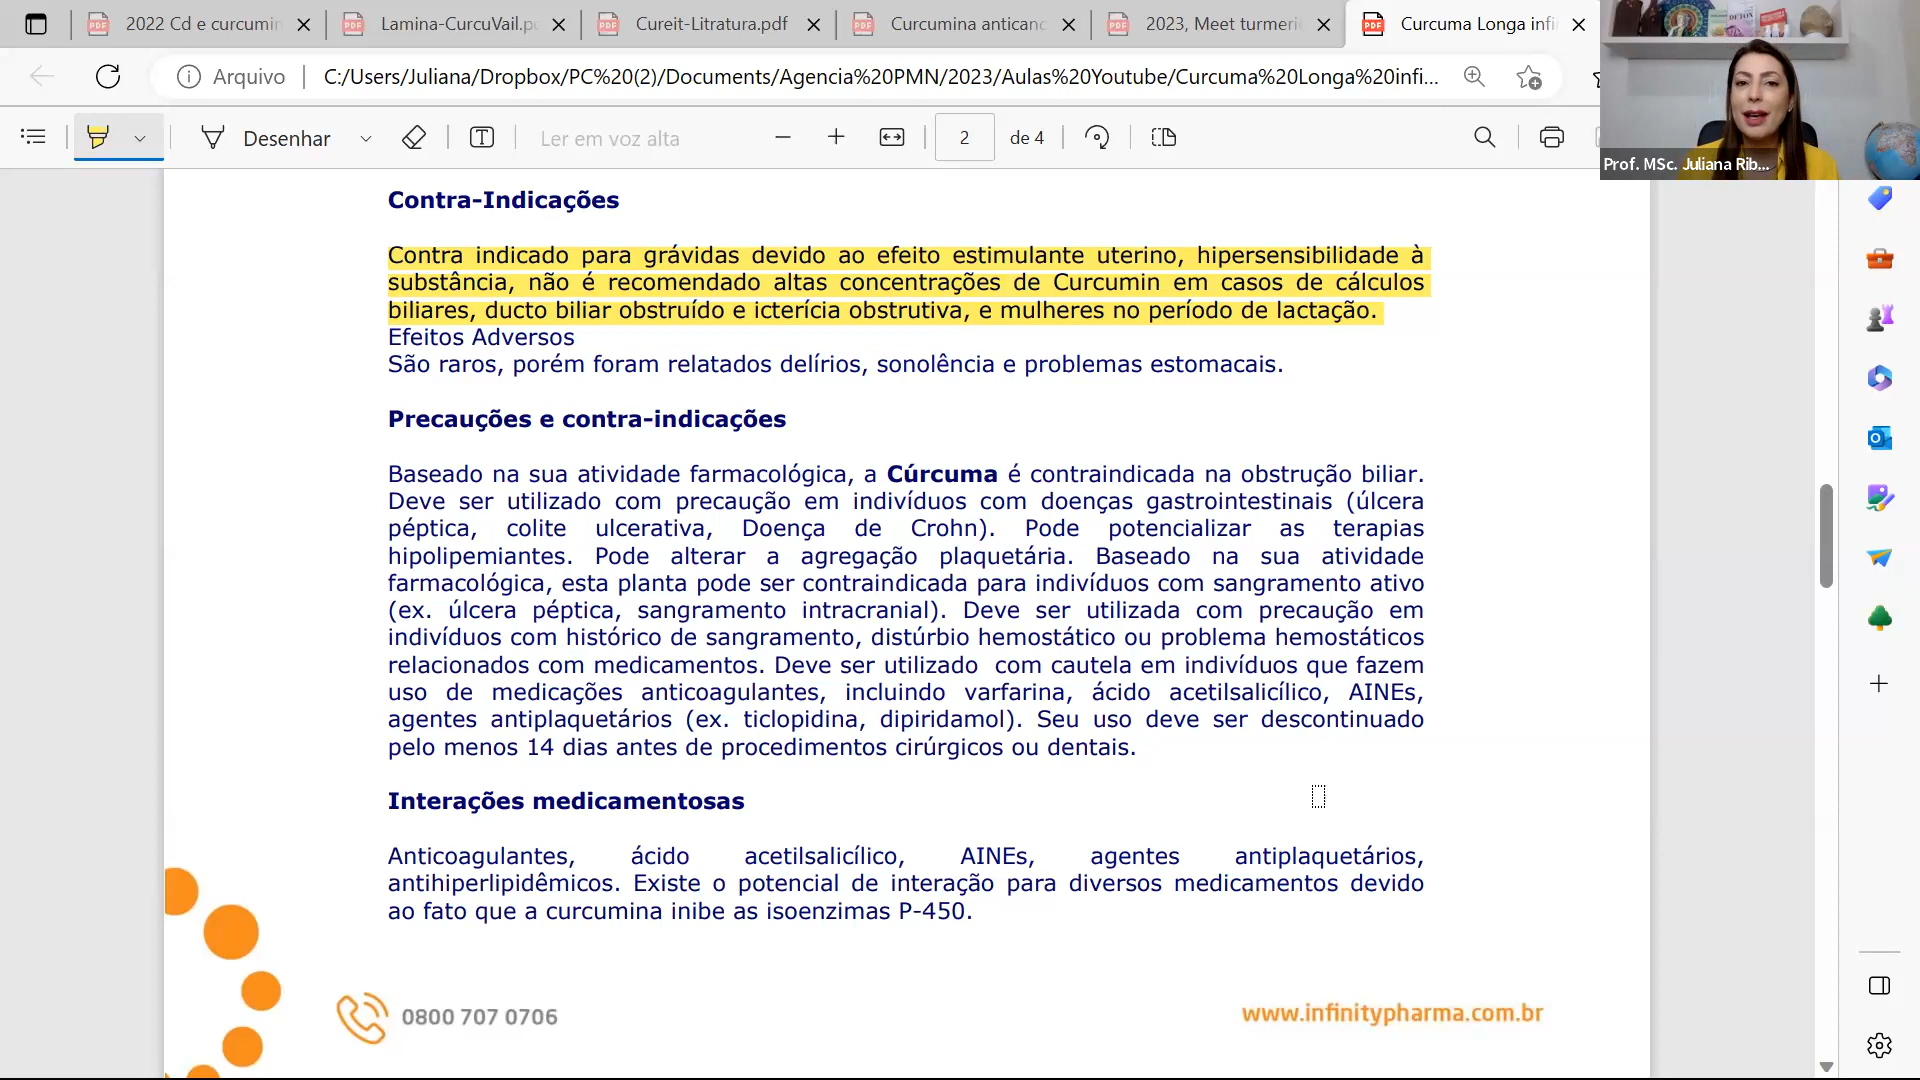 2022 Cd e curcumin
Lamina-CurcuVail.p
Cureit-Litratura.pdf
Curcumina anticanc
2023, Meet turmeri
Curcuma Longa infi
Arquivo
C:/Users/Juliana/Dropbox/PC%20(2)/Documents/Agencia%20PMN/2023/Aulas%20Youtube/Curcuma%20Longa%20infi...
Desenhar
Ler em voz alta
2 de 4
Prof. MSc. Juliana Rib...
Contra-Indicações
Contra indicado para grávidas devido ao efeito estimulante uterino, hipersensibilidade à
substância, não é recomendado altas concentrações de Curcumin em casos de cálculos
biliares, ducto biliar obstruído e icterícia obstrutiva, e mulheres no período de lactação.
Efeitos Adversos
São raros, porém foram relatados delírios, sonolência e problemas estomacais.
Precauções e contra-indicações
Baseado na sua atividade farmacológica, a Cúrcuma é contraindicada na obstrução biliar.
Deve ser utilizado com precaução em indivíduos com doenças gastrointestinais (úlcera
péptica, colite ulcerativa, Doença de Crohn). Pode potencializar as terapias
hipolipemiantes. Pode alterar a agregação plaquetária. Baseado na sua atividade
farmacológica, esta planta pode ser contraindicada para indivíduos com sangramento ativo
(ex. úlcera péptica, sangramento intracranial). Deve ser utilizada com precaução em
indivíduos com histórico de sangramento, distúrbio hemostático ou problema hemostáticos
relacionados com medicamentos. Deve ser utilizado com cautela em indivíduos que fazem
uso de medicações anticoagulantes, incluindo varfarina, ácido acetilsalicílico, AINEs,
agentes antiplaquetários (ex. ticlopidina, dipiridamol). Seu uso deve ser descontinuado
pelo menos 14 dias antes de procedimentos cirúrgicos ou dentais.
Interações medicamentosas
Anticoagulantes, ácido acetilsalicílico, AINEs, agentes antiplaquetários,
antihiperlipidêmicos. Existe o potencial de interação para diversos medicamentos devido
ao fato que a curcumina inibe as isoenzimas P-450.
0800 707 0706
www.infinitypharma.com.br